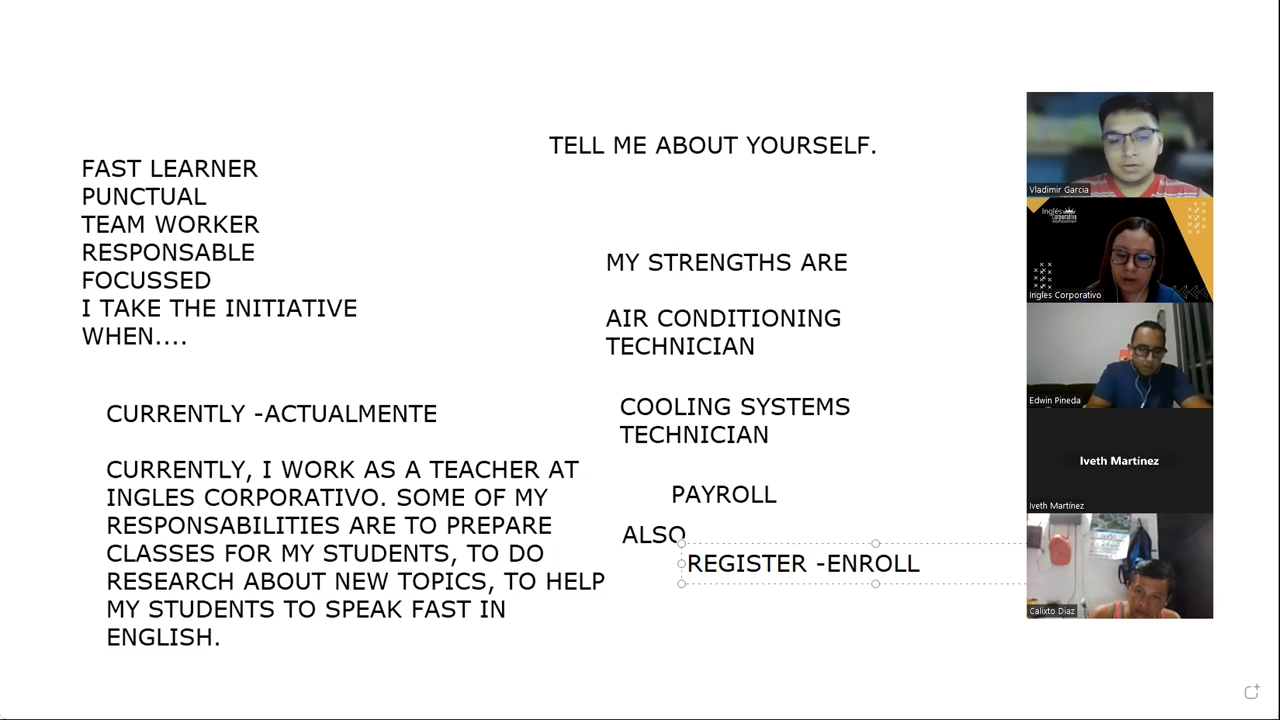 TELL ME ABOUT YOURSELF.
FAST LEARNER
PUNCTUAL
TEAM WORKER
RESPONSABLE
FOCUSSED
I TAKE THE INITIATIVE
WHEN....
MY STRENGTHS ARE
AIR CONDITIONING
TECHNICIAN
COOLING SYSTEMS
TECHNICIAN
PAYROLL
ALSO
REGISTER -ENROLL
CURRENTLY -ACTUALMENTE
CURRENTLY, I WORK AS A TEACHER AT
INGLES CORPORATIVO. SOME OF MY
RESPONSABILITIES ARE TO PREPARE
CLASSES FOR MY STUDENTS, TO DO
RESEARCH ABOUT NEW TOPICS, TO HELP
MY STUDENTS TO SPEAK FAST IN
ENGLISH.
Vladimir Garcia
Inglés
Corporativo
Ingles Corporativo
Edwin Pineda
Iveth Martínez
Iveth Martínez
Calixto Diaz